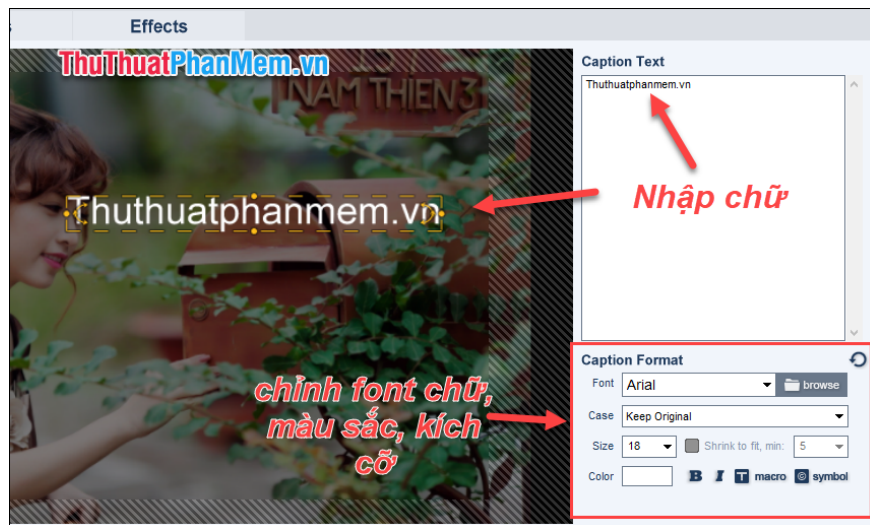 Effects
ThuThuatPhanMem.vn
NAM THIEN 3
Thuthuatphanmem.vn
Caption Text
Thuthuatphanmem.vn
Nhập chữ
chỉnh font chữ,
màu sắc, kích
cỡ
Caption Format
Font Arial browse
Case Keep Original
Size 18 Shrink to fit, min: 5
Color B I T macro © symbol